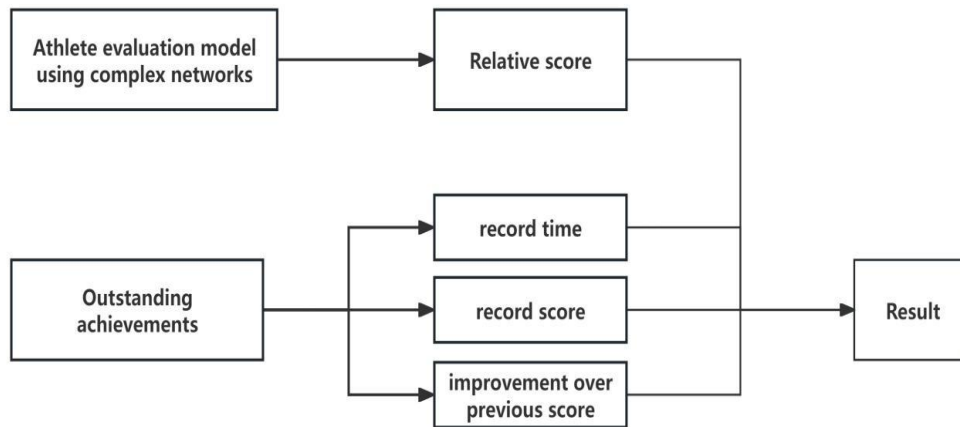 Athlete evaluation model
using complex networks
Relative score
record time
Outstanding
achievements
record score
Result
improvement over
previous score